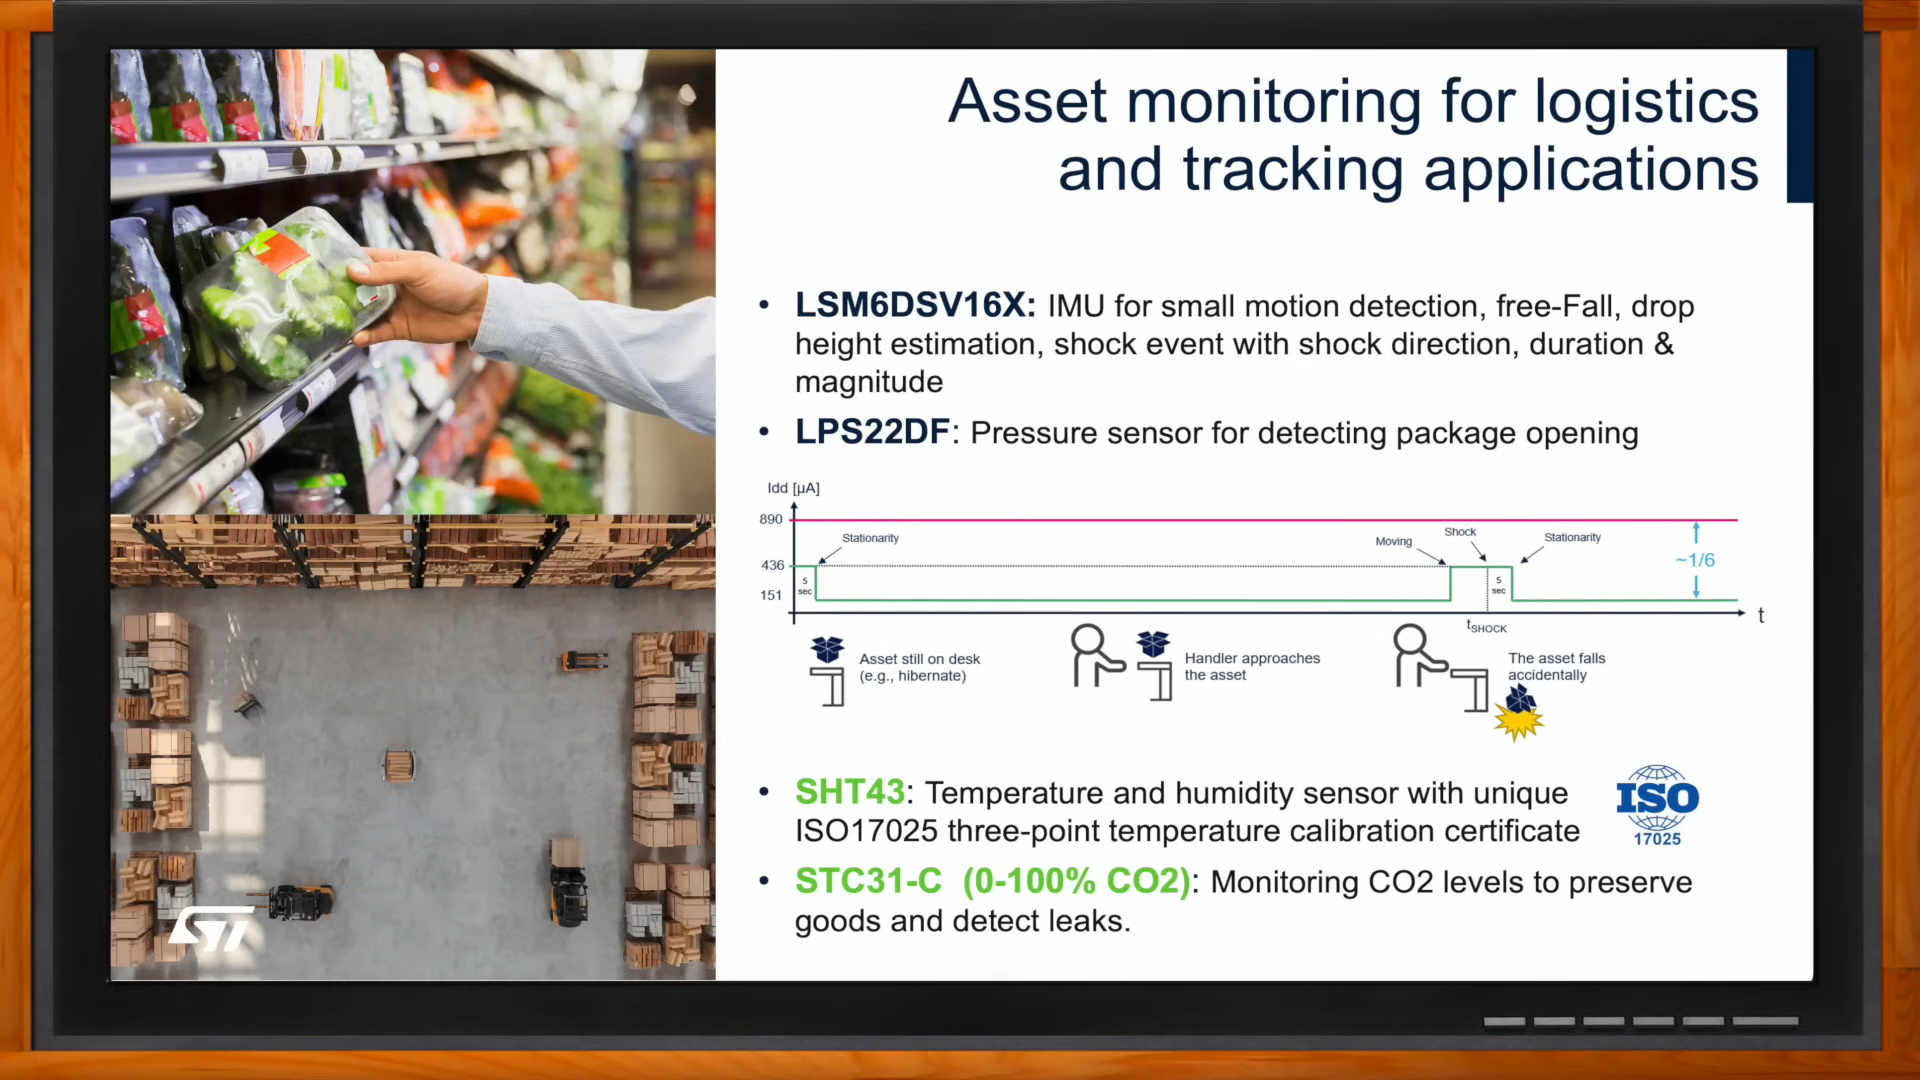 Asset monitoring for logistics
and tracking applications
• LSM6DSV16X: IMU for small motion detection, free-Fall, drop
height estimation, shock event with shock direction, duration &
magnitude
• LPS22DF: Pressure sensor for detecting package opening
Idd [µA]
890
436
151
Stationarity
5
sec
Moving
Shock
Stationarity
5
sec
~1/6
t
tSHOCK
Asset still on desk
(e.g., hibernate)
Handler approaches
the asset
The asset falls
accidentally
• SHT43: Temperature and humidity sensor with unique
ISO17025 three-point temperature calibration certificate
ISO
17025
• STC31-C (0-100% CO2): Monitoring CO2 levels to preserve
goods and detect leaks.
ST